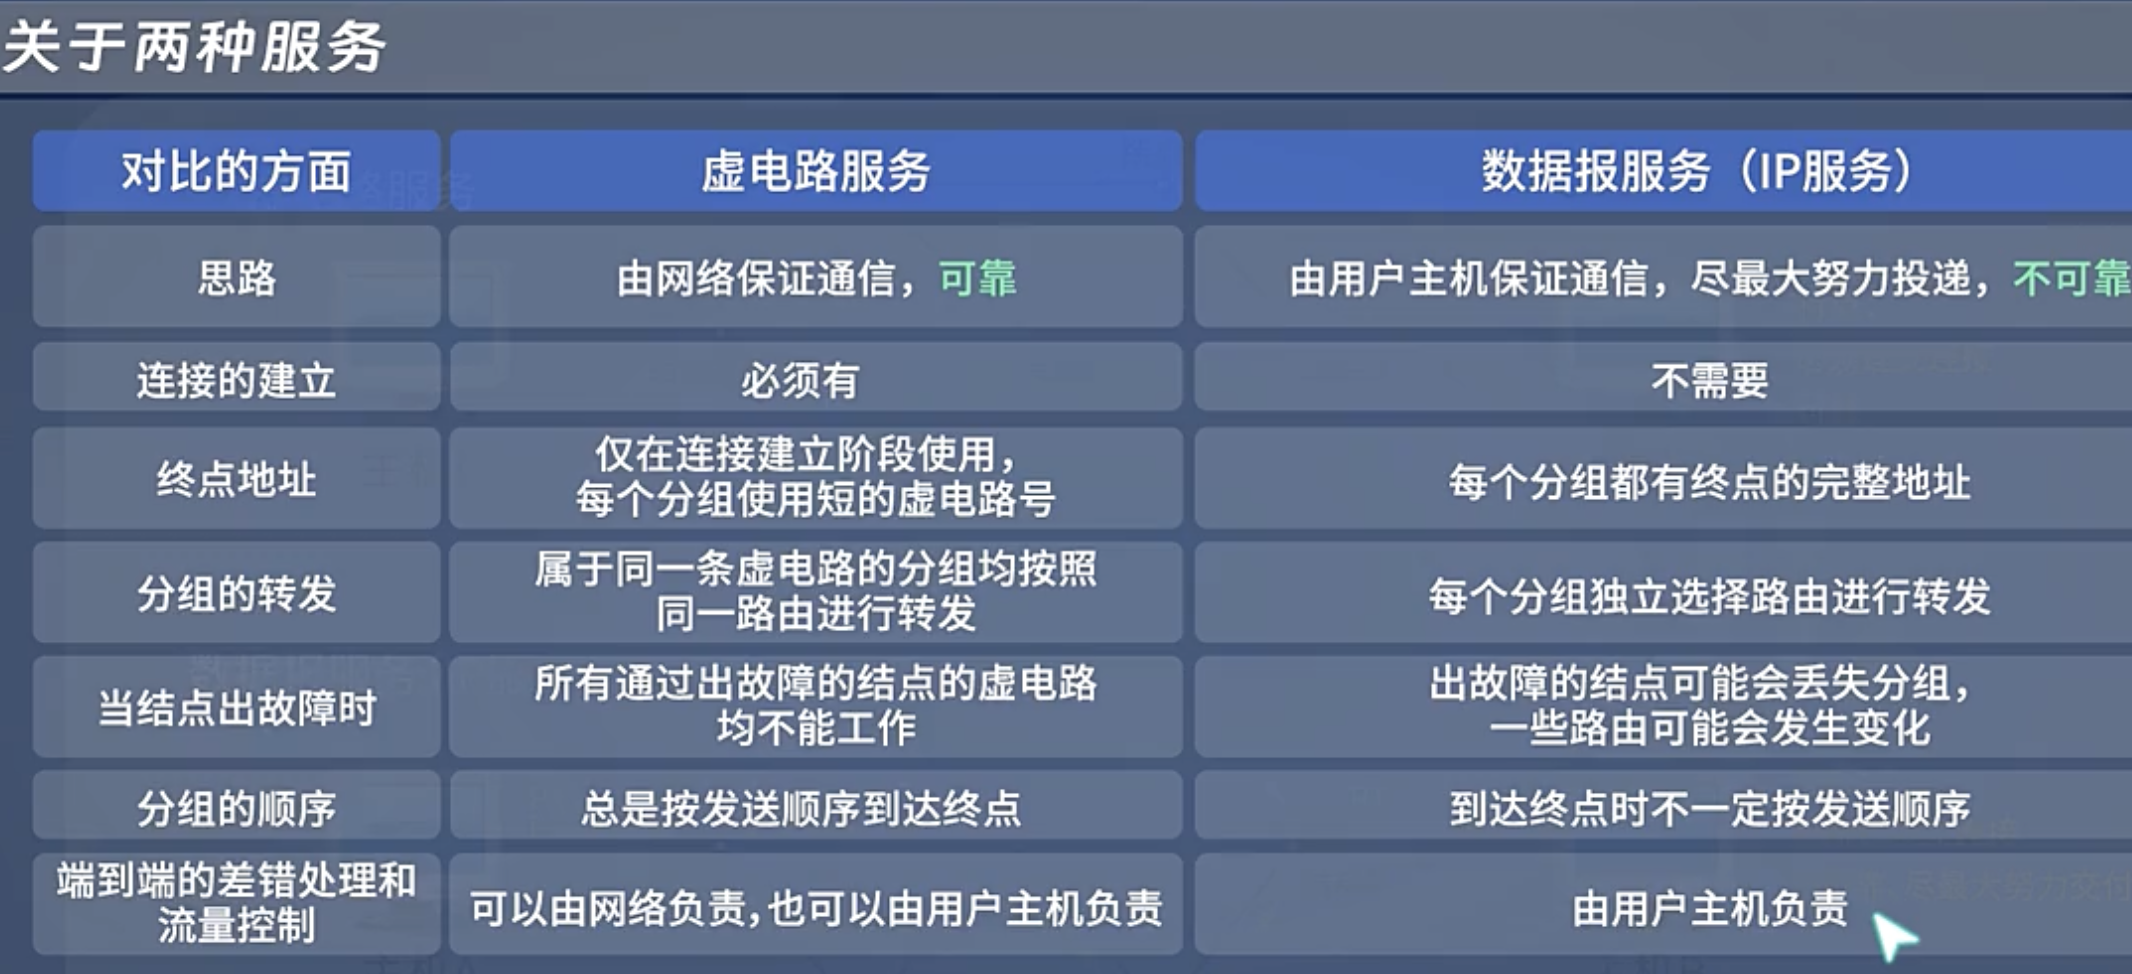 关于两种服务
对比的方面
虚电路服务
数据报服务（IP服务）
思路
由网络保证通信，可靠
由用户主机保证通信，尽最大努力投递，不可靠
连接的建立
必须有
不需要
终点地址
仅在连接建立阶段使用，
每个分组使用短的虚电路号
每个分组都有终点的完整地址
分组的转发
属于同一条虚电路的分组均按照
同一路由进行转发
每个分组独立选择路由进行转发
当结点出故障时
所有通过出故障的结点的虚电路
均不能工作
出故障的结点可能会丢失分组，
一些路由可能会发生变化
分组的顺序
总是按发送顺序到达终点
到达终点时不一定按发送顺序
端到端的差错处理和
流量控制
可以由网络负责，也可以由用户主机负责
由用户主机负责